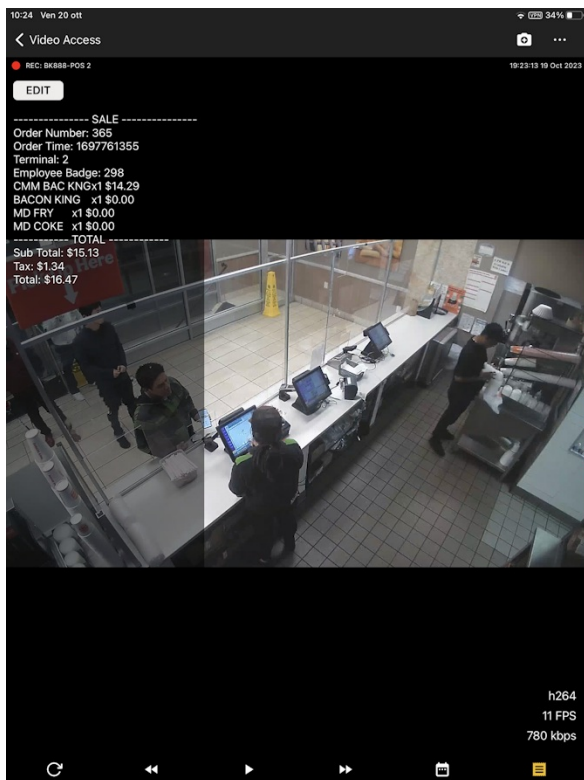 10:24 Ven 20 ott
VPN 34%
Video Access
REC: BK888-POS 2
19:23:13 19 Oct 2023
EDIT
--------------- SALE ---------------
Order Number: 365
Order Time: 1697761355
Terminal: 2
Employee Badge: 298
CMM BAC KNGx1 $14.29
BACON KING x1 $0.00
MD FRY x1 $0.00
MD COKE x1 $0.00
----------- TOTAL ------------
Sub Total: $15.13
Tax: $1.34
Total: $16.47
Here
h264
11 FPS
780 kbps